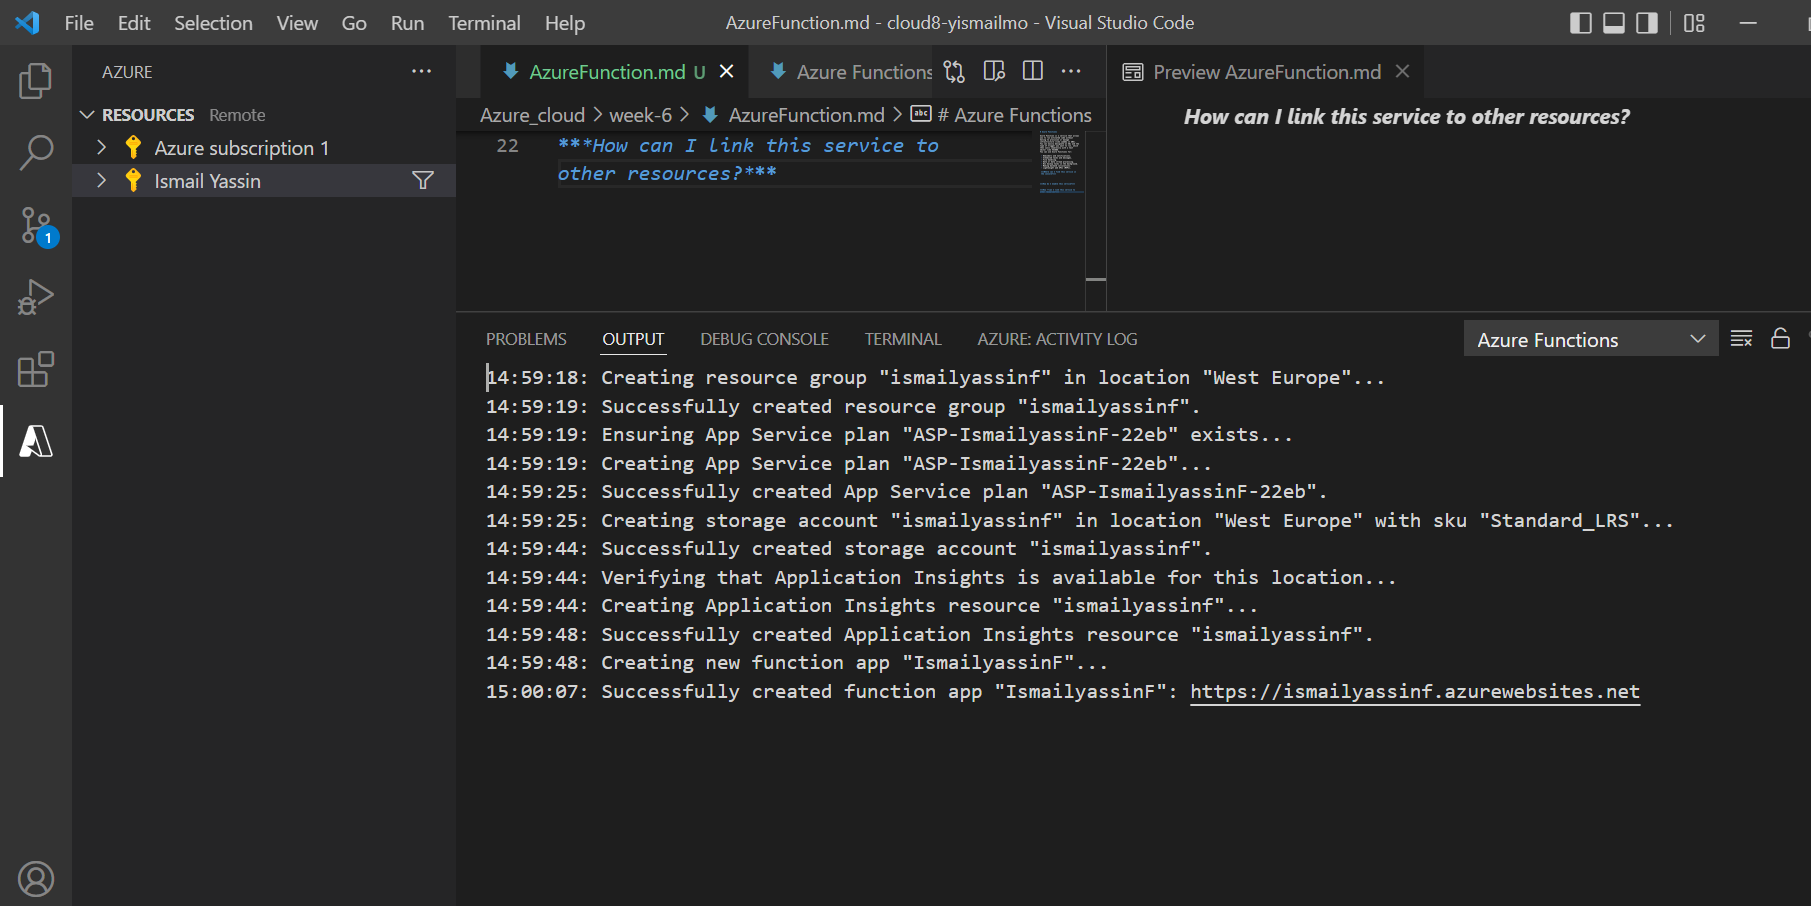 File Edit Selection View Go Run Terminal Help AzureFunction.md - cloud8-yismailmo - Visual Studio Code
AZURE
RESOURCES Remote
Azure subscription 1
Ismail Yassin
1
AzureFunction.md U Azure Functions
Azure_cloud week-6 AzureFunction.md abc # Azure Functions
22 ***How can I link this service to
other resources?***
Preview AzureFunction.md
How can I link this service to other resources?
PROBLEMS OUTPUT DEBUG CONSOLE TERMINAL AZURE: ACTIVITY LOG Azure Functions
14:59:18: Creating resource group "ismailyassinf" in location "West Europe"...
14:59:19: Successfully created resource group "ismailyassinf".
14:59:19: Ensuring App Service plan "ASP-IsmailyassinF-22eb" exists...
14:59:19: Creating App Service plan "ASP-IsmailyassinF-22eb"...
14:59:25: Successfully created App Service plan "ASP-IsmailyassinF-22eb".
14:59:25: Creating storage account "ismailyassinf" in location "West Europe" with sku "Standard_LRS"...
14:59:44: Successfully created storage account "ismailyassinf".
14:59:44: Verifying that Application Insights is available for this location...
14:59:44: Creating Application Insights resource "ismailyassinf"...
14:59:48: Successfully created Application Insights resource "ismailyassinf".
14:59:48: Creating new function app "IsmailyassinF"...
15:00:07: Successfully created function app "IsmailyassinF": https://ismailyassinf.azurewebsites.net